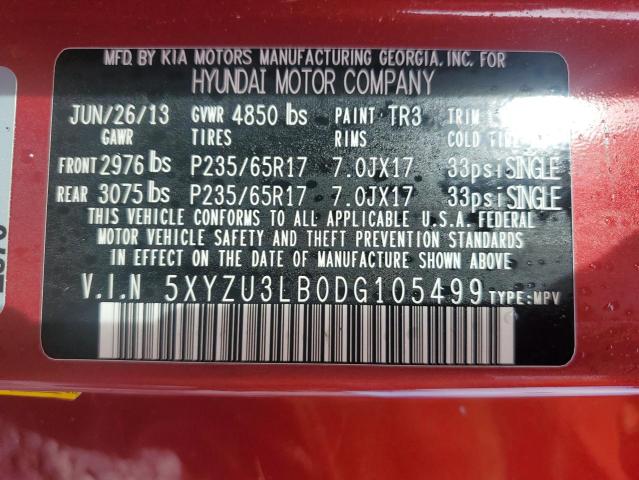 MFD. BY KIA MOTORS MANUFACTURING GEORGIA, INC. FOR
HYUNDAI MOTOR COMPANY
JUN/26/13 GVWR 4850 lbs PAINT TR3 TRIM
GAWR TIRES RIMS COLD
FRONT 2976 lbs P235/65R17 7.0JX17 33psi SINGLE
REAR 3075 lbs P235/65R17 7.0JX17 33psi SINGLE
THIS VEHICLE CONFORMS TO ALL APPLICABLE U.S.A. FEDERAL
MOTOR VEHICLE SAFETY AND THEFT PREVENTION STANDARDS
IN EFFECT ON THE DATE OF MANUFACTURE SHOWN ABOVE.
V.I.N 5XYZU3LB0DG105499 TYPE:MPV